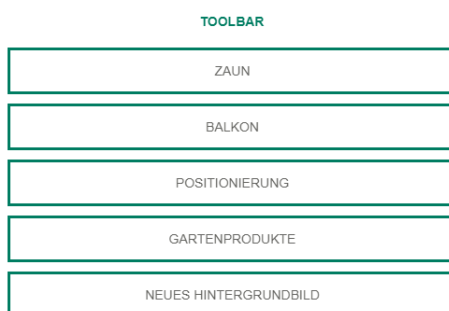 TOOLBAR
ZAUN
BALKON
POSITIONIERUNG
GARTENPRODUKTE
NEUES HINTERGRUNDBILD